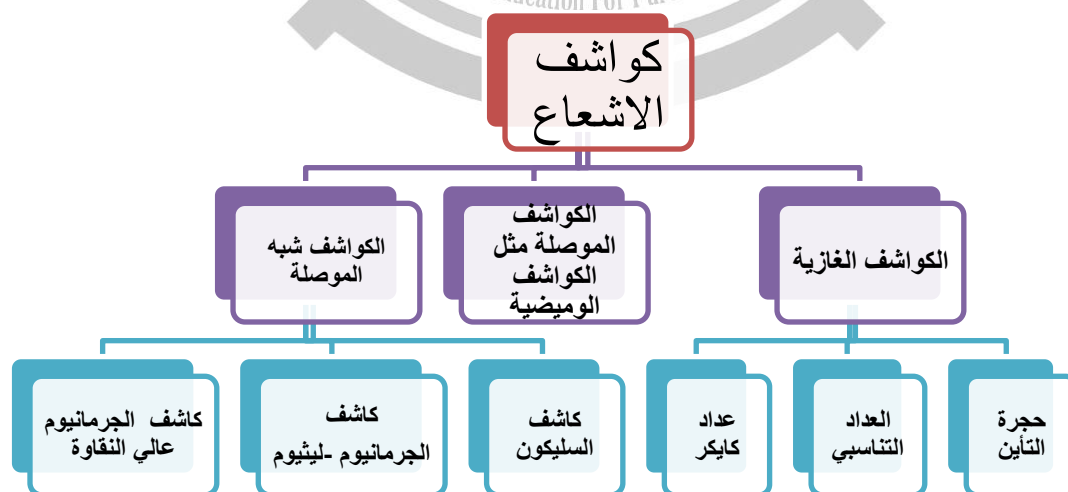 كواشف
الاشعاع
الكواشف الغازية
الكواشف
الموصلة مثل
الكواشف
الوميضية
الكواشف شبه
الموصلة
حجرة
التأين
العداد
التناسبي
عداد
كايكر
كاشف
السليكون
كاشف
الجرمانيوم -ليثيوم
كاشف الجرمانيوم
عالي النقاوة